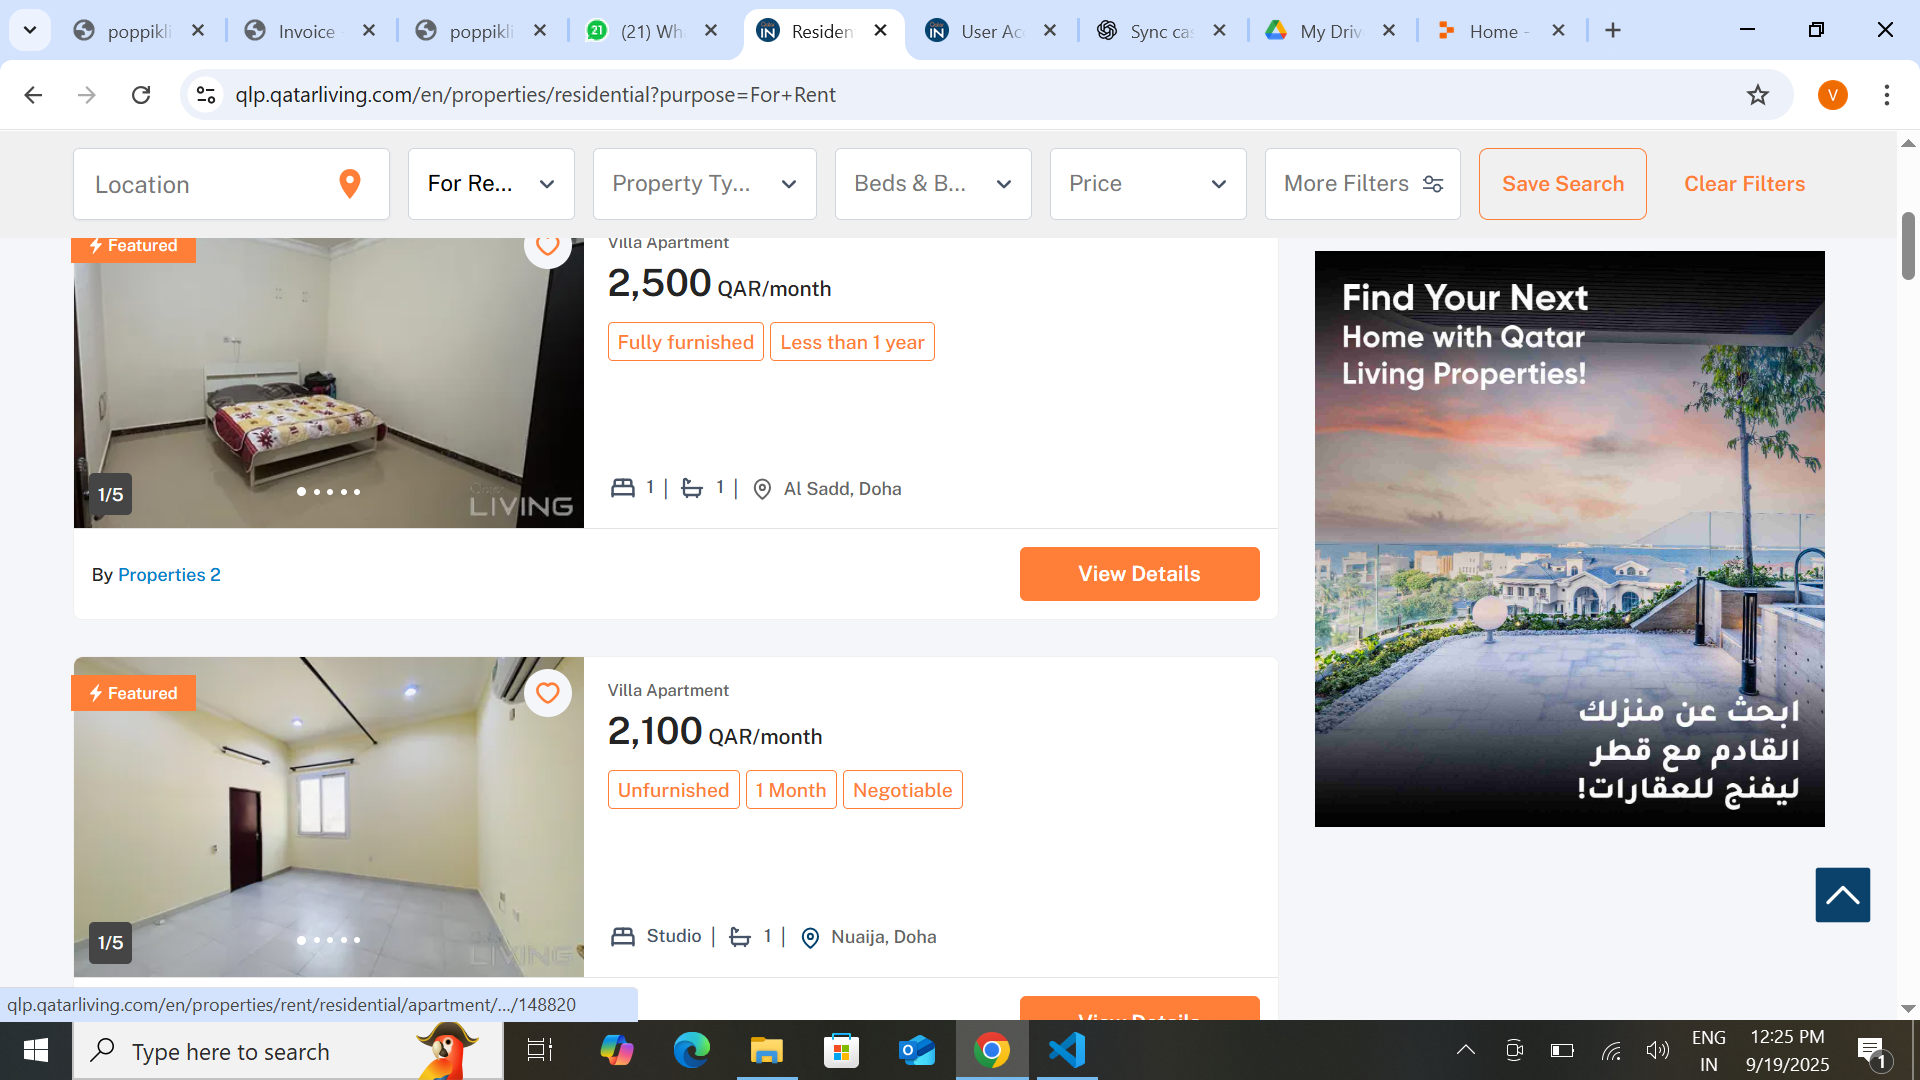 poppikli
Invoice -
poppikli
(21) Wha
Residen
User Acc
Sync cas
My Driv
Home -
qlp.qatarliving.com/en/properties/residential?purpose=For+Rent
V
Location
For Re...
Property Ty...
Beds & B...
Price
More Filters
Save Search
Clear Filters
Featured
Villa Apartment
2,500 QAR/month
Fully furnished
Less than 1 year
1/5
LIVING
1 | 1 | Al Sadd, Doha
By Properties 2
View Details
Featured
Villa Apartment
2,100 QAR/month
Unfurnished
1 Month
Negotiable
1/5
LIVING
Studio | 1 | Nuaija, Doha
View Details
Find Your Next
Home with Qatar
Living Properties!
ابحث عن منزلك
القادم مع قطر
ليفنج للعقارات!
qlp.qatarliving.com/en/properties/rent/residential/apartment/.../148820
Type here to search
ENG
IN
12:25 PM
9/19/2025
1